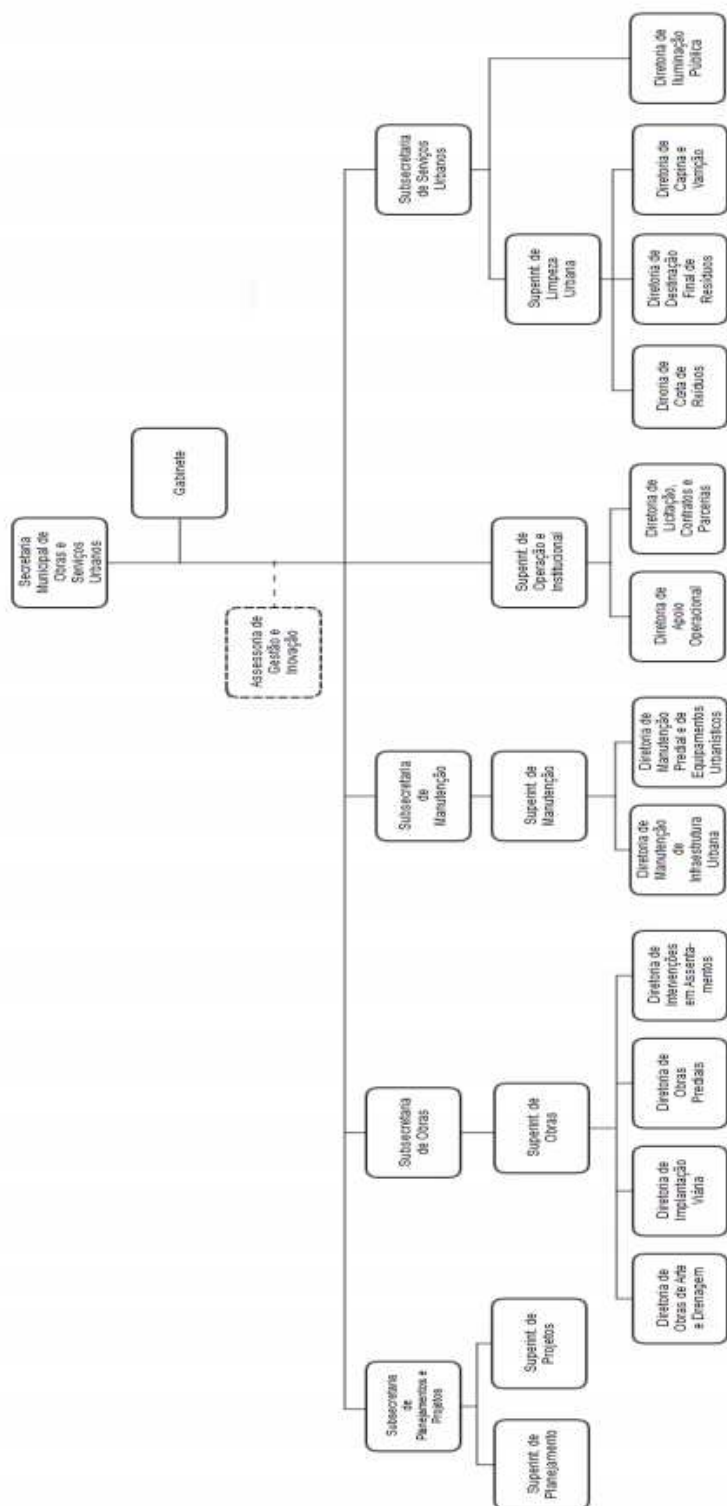 Secretaria
Municipal de
Obras e
Serviços
Urbanos
Gabinete
Assessoria de
Gestão e
Inovação
Subsecretaria
de
Planejamentos e
Projetos
Subsecretaria
de Obras
Subsecretaria
de
Manutenção
Subsecretaria
de Serviços
Urbanos
Superint. de
Planejamento
Superint. de
Projetos
Superint. de
Obras
Superint. de
Manutenção
Superint. de
Operação e
Institucional
Superint. de
Limpeza
Urbana
Diretoria de
Obras de Arte
e Drenagem
Diretoria de
Implantação
Viária
Diretoria de
Obras
Prediais
Diretoria de
Intervenções
em Assenta-
mentos
Diretoria de
Manutenção
de
Infraestrutura
Urbana
Diretoria de
Manutenção
Predial e de
Equipamentos
Urbanísticos
Diretoria de
Apoio
Operacional
Diretoria de
Licitação,
Contratos e
Parcerias
de
de
Diretoria de
Destinação
Final de
Resíduos
Diretoria de
Capina e
Varrição
Diretoria de
Iluminação
Pública